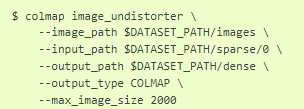 $ colmap image_undistorter \
--image_path $DATASET_PATH/images \
--input_path $DATASET_PATH/sparse/0 \
--output_path $DATASET_PATH/dense \
--output_type COLMAP \
--max_image_size 2000